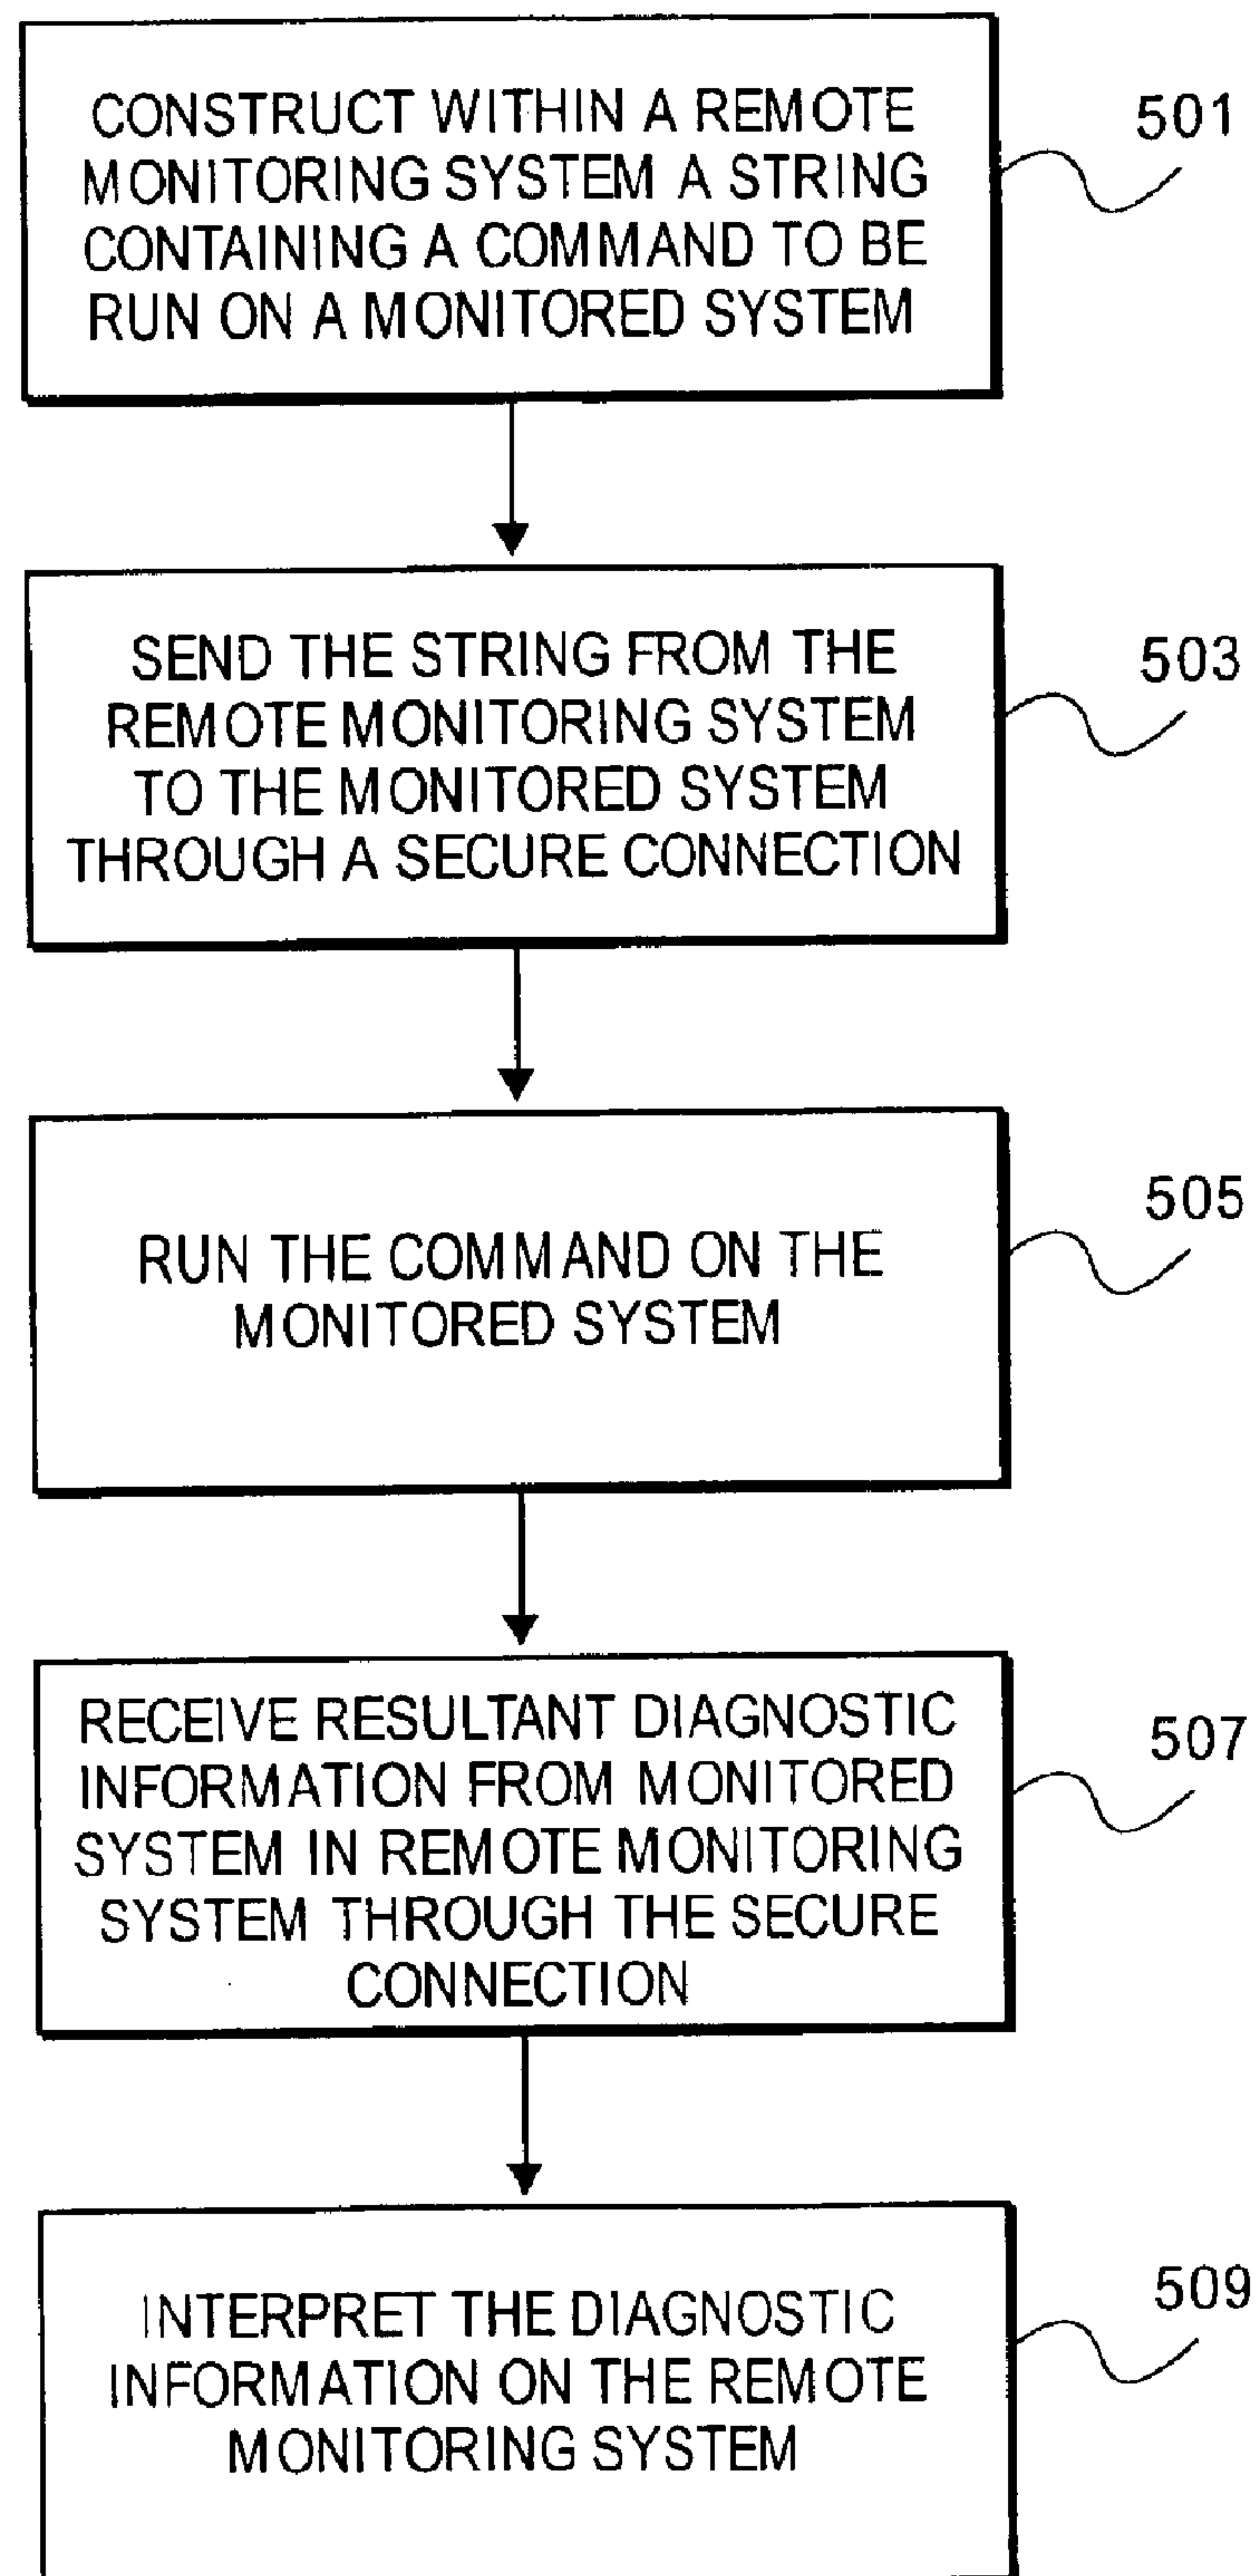 CONSTRUCT WITHIN A REMOTE
MONITORING SYSTEM A STRING
CONTAINING A COMMAND TO BE
RUN ON A MONITORED SYSTEM
501
SEND THE STRING FROM THE
REMOTE MONITORING SYSTEM
TO THE MONITORED SYSTEM
THROUGH A SECURE CONNECTION
503
RUN THE COMMAND ON THE
MONITORED SYSTEM
505
RECEIVE RESULTANT DIAGNOSTIC
INFORMATION FROM MONITORED
SYSTEM IN REMOTE MONITORING
SYSTEM THROUGH THE SECURE
CONNECTION
507
INTERPRET THE DIAGNOSTIC
INFORMATION ON THE REMOTE
MONITORING SYSTEM
509